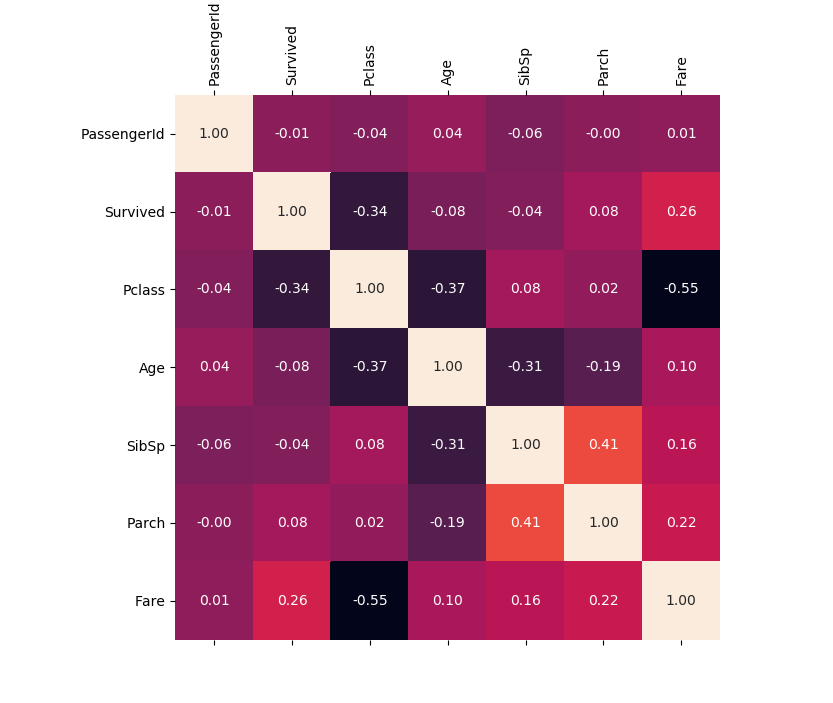 PassengerId Survived Pclass Age SibSp Parch Fare
PassengerId 1.00 -0.01 -0.04 0.04 -0.06 -0.00 0.01
Survived -0.01 1.00 -0.34 -0.08 -0.04 0.08 0.26
Pclass -0.04 -0.34 1.00 -0.37 0.08 0.02 -0.55
Age 0.04 -0.08 -0.37 1.00 -0.31 -0.19 0.10
SibSp -0.06 -0.04 0.08 -0.31 1.00 0.41 0.16
Parch -0.00 0.08 0.02 -0.19 0.41 1.00 0.22
Fare 0.01 0.26 -0.55 0.10 0.16 0.22 1.00